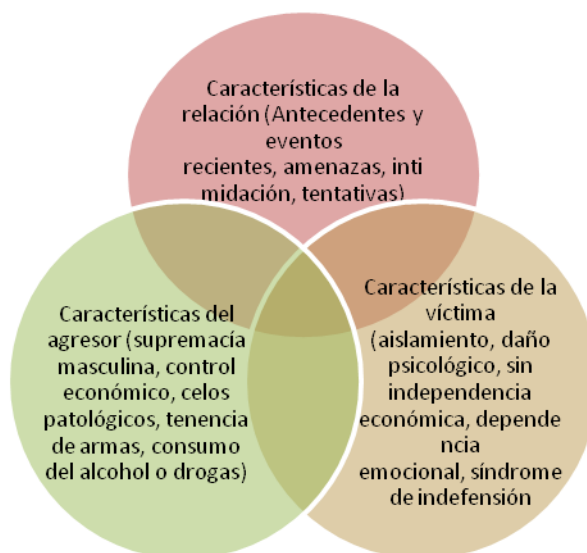 Características de la
relación (Antecedentes y
eventos
recientes, amenazas, inti
midación, tentativas)
Características del
agresor (supremacía
masculina, control
económico, celos
patológicos, tenencia
de armas, consumo
del alcohol o drogas)
Características de la
víctima
(aislamiento, daño
psicológico, sin
independencia
económica, depende
ncia
emocional, síndrome
de indefensión